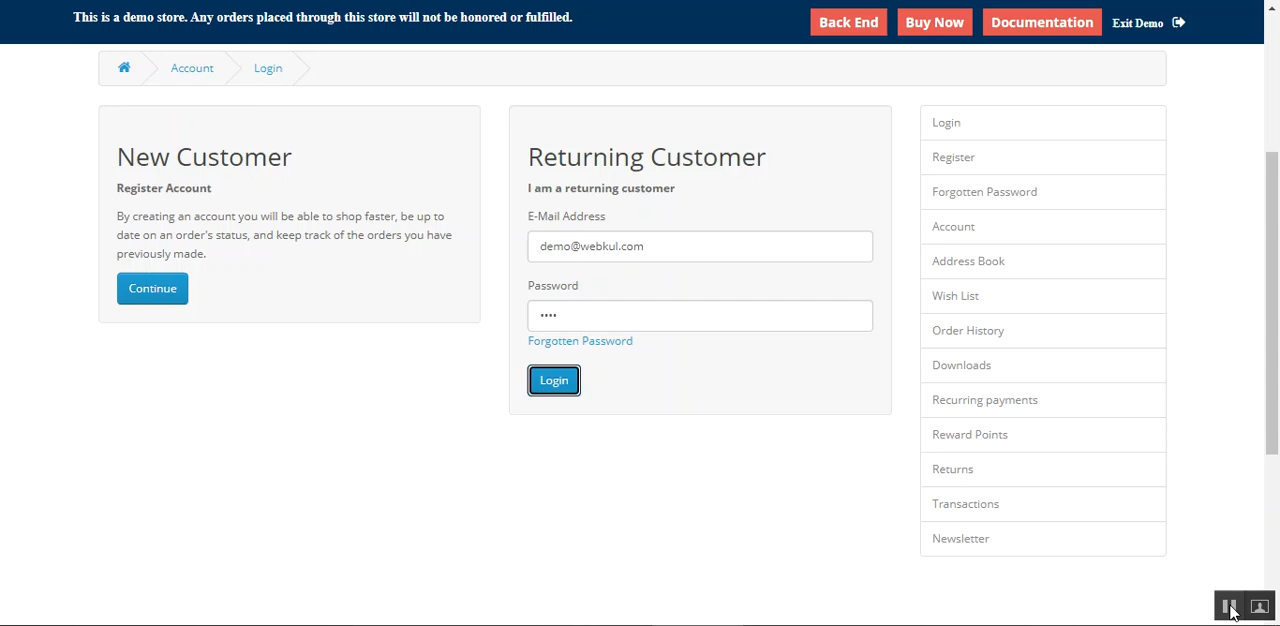 This is a demo store. Any orders placed through this store will not be honored or fulfilled.
Back End
Buy Now
Documentation
Exit Demo
Account
Login
New Customer
Register Account
By creating an account you will be able to shop faster, be up to
date on an order's status, and keep track of the orders you have
previously made.
Continue
Returning Customer
I am a returning customer
E-Mail Address
demo@webkul.com
Password
••••
Forgotten Password
Login
Login
Register
Forgotten Password
Account
Address Book
Wish List
Order History
Downloads
Recurring payments
Reward Points
Returns
Transactions
Newsletter